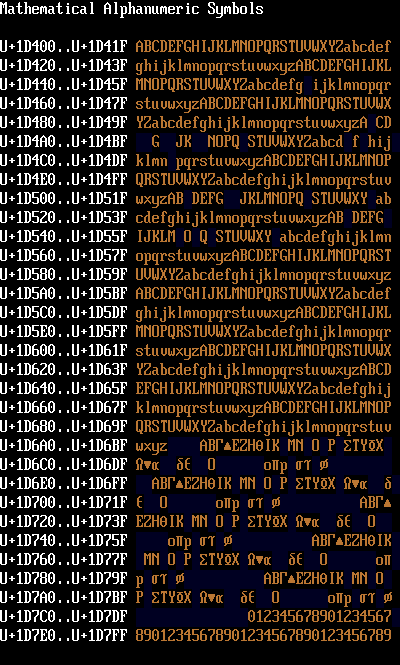 Mathematical Alphanumeric Symbols
U+1D400..U+1D41F ABCDEFGHIJKLMNOPQRSTUVWXYZabcdef
U+1D420..U+1D43F ghijklmnopqrstuvwxyzABCDEFGHIJKL
U+1D440..U+1D45F MNOPQRSTUVWXYZabcdefg ijklmnopqr
U+1D460..U+1D47F stuvwxyzABCDEFGHIJKLMNOPQRSTUVWX
U+1D480..U+1D49F YZabcdefghijklmnopqrstuvwxyzA CD
U+1D4A0..U+1D4BF   G  JK  NOPQ STUVWXYZabcd f hij
U+1D4C0..U+1D4DF klmn pqrstuvwxyzABCDEFGHIJKLMNOP
U+1D4E0..U+1D4FF QRSTUVWXYZabcdefghijklmnopqrstuv
U+1D500..U+1D51F wxyzAB DEFG  JKLMNOPQ STUVWXY ab
U+1D520..U+1D53F cdefghijklmnopqrstuvwxyzAB DEFG
U+1D540..U+1D55F IJKLM O Q STUVWXY abcdefghijklmn
U+1D560..U+1D57F opqrstuvwxyzABCDEFGHIJKLMNOPQRST
U+1D580..U+1D59F UVWXYZabcdefghijklmnopqrstuvwxyz
U+1D5A0..U+1D5BF ABCDEFGHIJKLMNOPQRSTUVWXYZabcdef
U+1D5C0..U+1D5DF ghijklmnopqrstuvwxyzABCDEFGHIJKL
U+1D5E0..U+1D5FF MNOPQRSTUVWXYZabcdefghijklmnopqr
U+1D600..U+1D61F stuvwxyzABCDEFGHIJKLMNOPQRSTUVWX
U+1D620..U+1D63F YZabcdefghijklmnopqrstuvwxyzABCD
U+1D640..U+1D65F EFGHIJKLMNOPQRSTUVWXYZabcdefghij
U+1D660..U+1D67F klmnopqrstuvwxyzABCDEFGHIJKLMNOP
U+1D680..U+1D69F QRSTUVWXYZabcdefghijklmnopqrstuv
U+1D6A0..U+1D6BF wxyz    ΑΒΓ▲ΕΖΗΘΙΚ ΜΝ Ο Ρ ΣΤΥΦΧ
U+1D6C0..U+1D6DF Ω▼α  δϵ  Ο      οπρ στ ø
U+1D6E0..U+1D6FF   ΑΒΓ▲ΕΖΗΘΙΚ ΜΝ Ο Ρ ΣΤΥΦΧ Ω▼α  δ
U+1D700..U+1D71F ϵ  Ο      οπρ στ ø          ΑΒΓ▲
U+1D720..U+1D73F ΕΖΗΘΙΚ ΜΝ Ο Ρ ΣΤΥΦΧ Ω▼α  δϵ  Ο
U+1D740..U+1D75F    οπρ στ ø          ΑΒΓ▲ΕΖΗΘΙΚ
U+1D760..U+1D77F  ΜΝ Ο Ρ ΣΤΥΦΧ Ω▼α  δϵ  Ο      οπ
U+1D780..U+1D79F ρ στ ø          ΑΒΓ▲ΕΖΗΘΙΚ ΜΝ Ο
U+1D7A0..U+1D7BF Ρ ΣΤΥΦΧ Ω▼α  δϵ  Ο      οπρ στ ø
U+1D7C0..U+1D7DF               012345678901234567
U+1D7E0..U+1D7FF 89012345678901234567890123456789